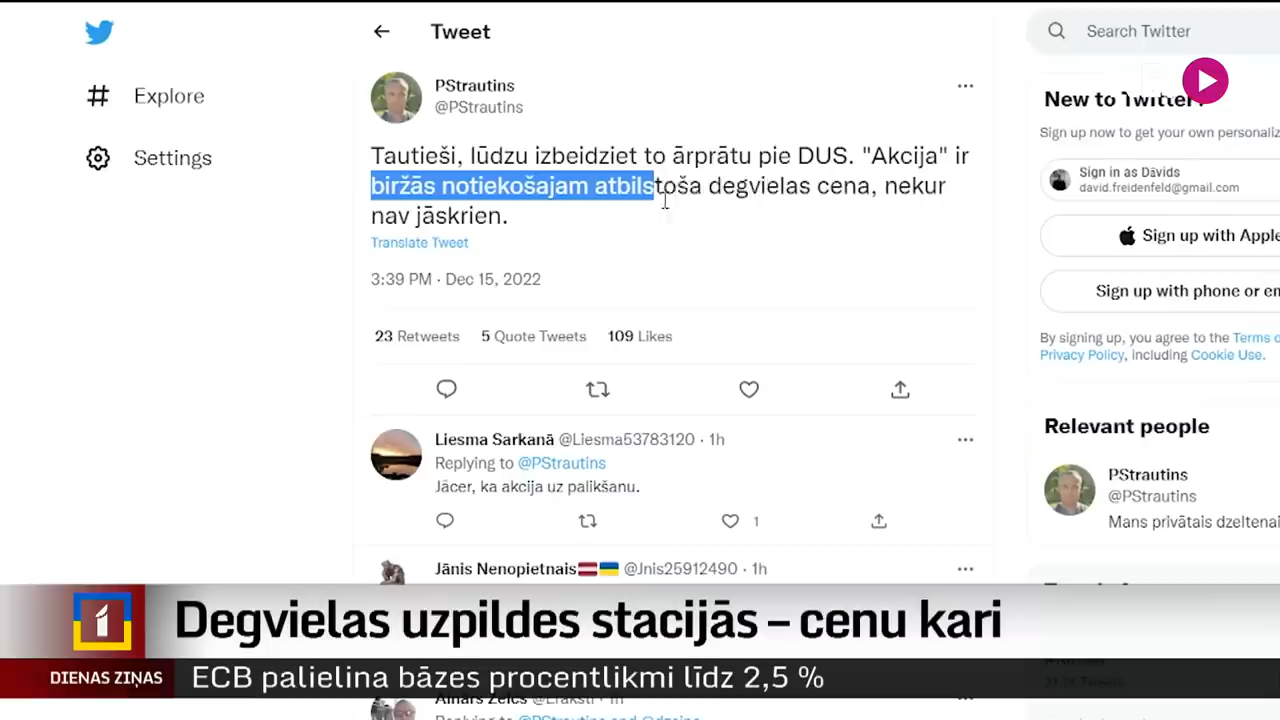 Tweet
Search Twitter
Explore
Settings
PStrautins
@PStrautins
Tautieši, lūdzu izbeidziet to ārprātu pie DUS. "Akcija" ir
biržās notiekošajam atbilstoša degvielas cena, nekur
nav jāskrien.
Translate Tweet
3:39 PM · Dec 15, 2022
23 Retweets 5 Quote Tweets 109 Likes
Liesma Sarkanā @Liesma53783120 · 1h
Replying to @PStrautins
Jācer, ka akcija uz palikšanu.
1
Jānis Nenopietnais @Jnis25912490 · 1h
New to Twitter?
Sign up now to get your own
Sign in as Dāvids
david.freidenfeld@gmail.com
Sign up with Apple
Sign up with phone or
By signing up, you agree to the Terms
Privacy Policy, including Cookie Use.
Relevant people
PStrautins
@PStrautins
Mans privātais
1
Degvielas uzpildes stacijās – cenu kari
DIENAS ZIŅAS
ECB palielina bāzes procentlikmi līdz 2,5 %